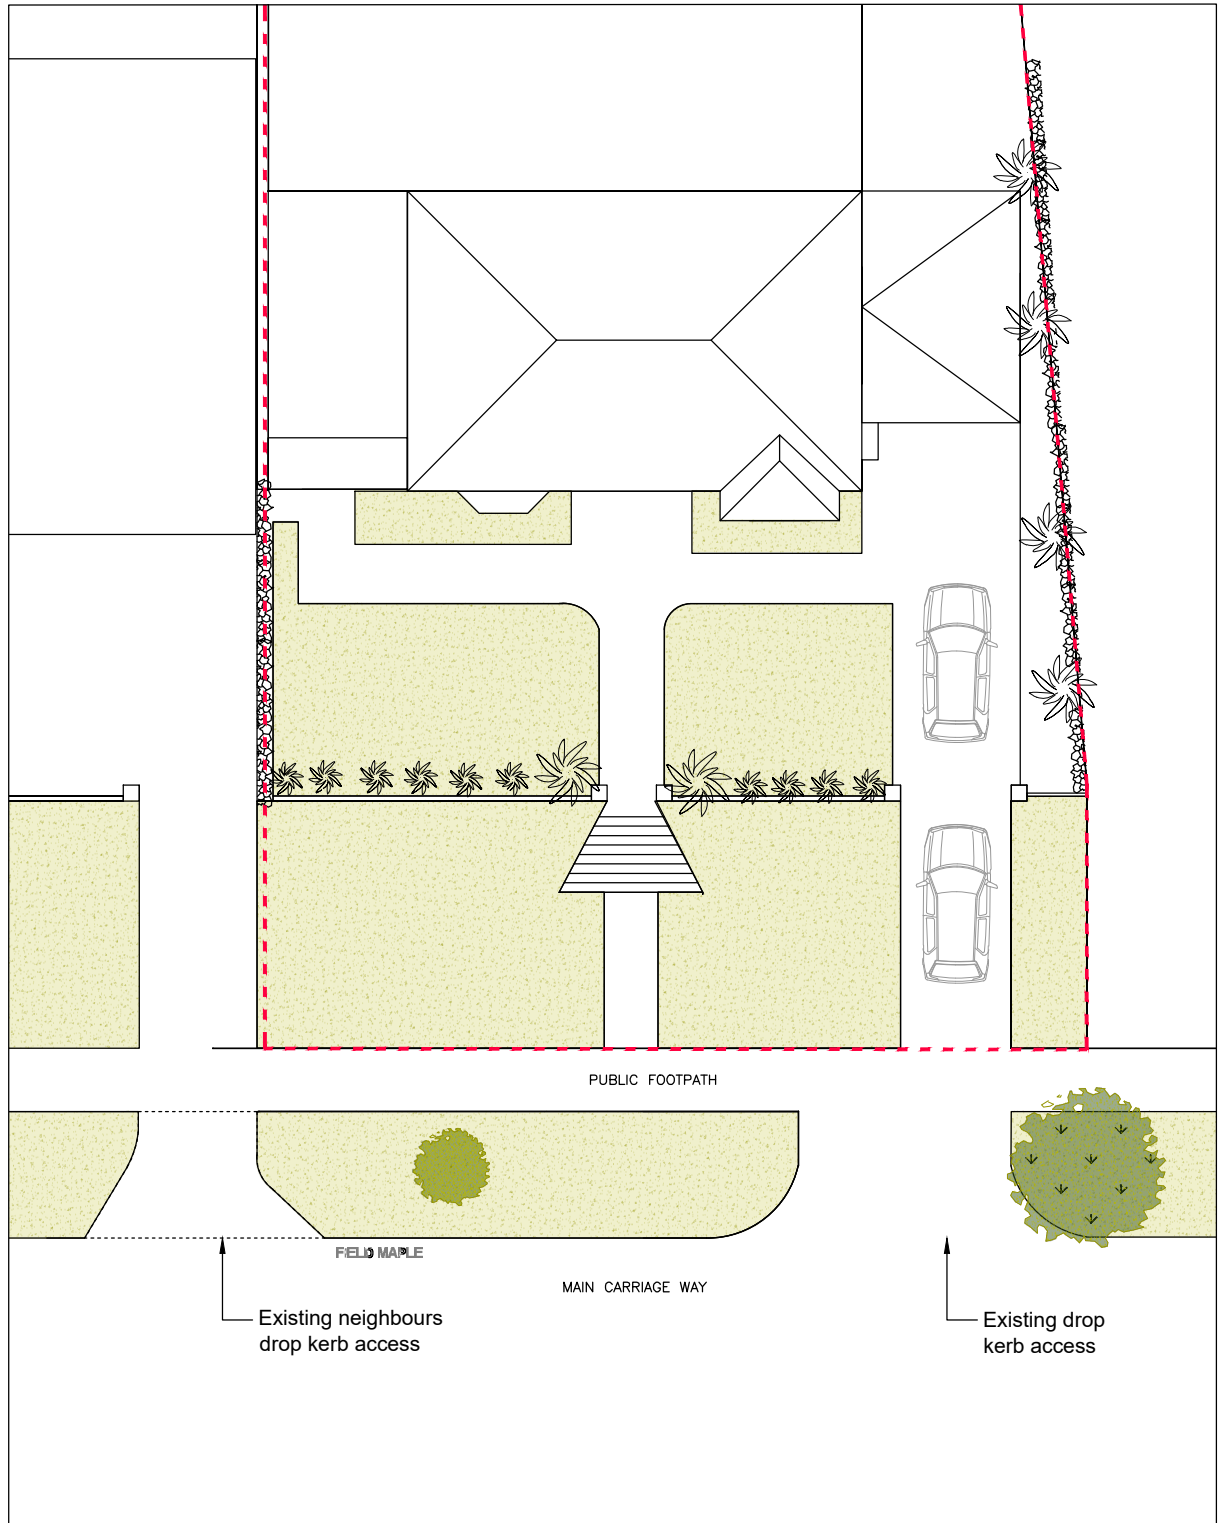 PUBLIC FOOTPATH
FIELD MAPLE
MAIN CARRIAGE WAY
Existing neighbours
drop kerb access
Existing drop
kerb access